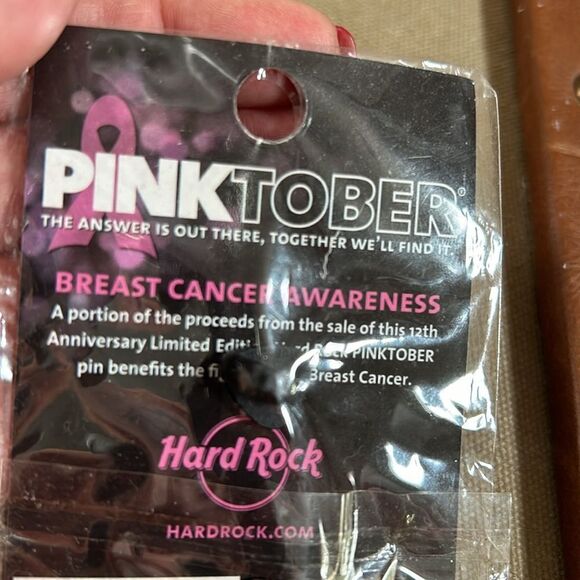 PINKTOBER®
THE ANSWER IS OUT THERE, TOGETHER WE'LL FIND IT.
BREAST CANCER AWARENESS
A portion of the proceeds from the sale of this 12th
Anniversary Limited Rock PINKTOBER
pin benefits the Breast Cancer.
Hard Rock
HARDROCK.COM